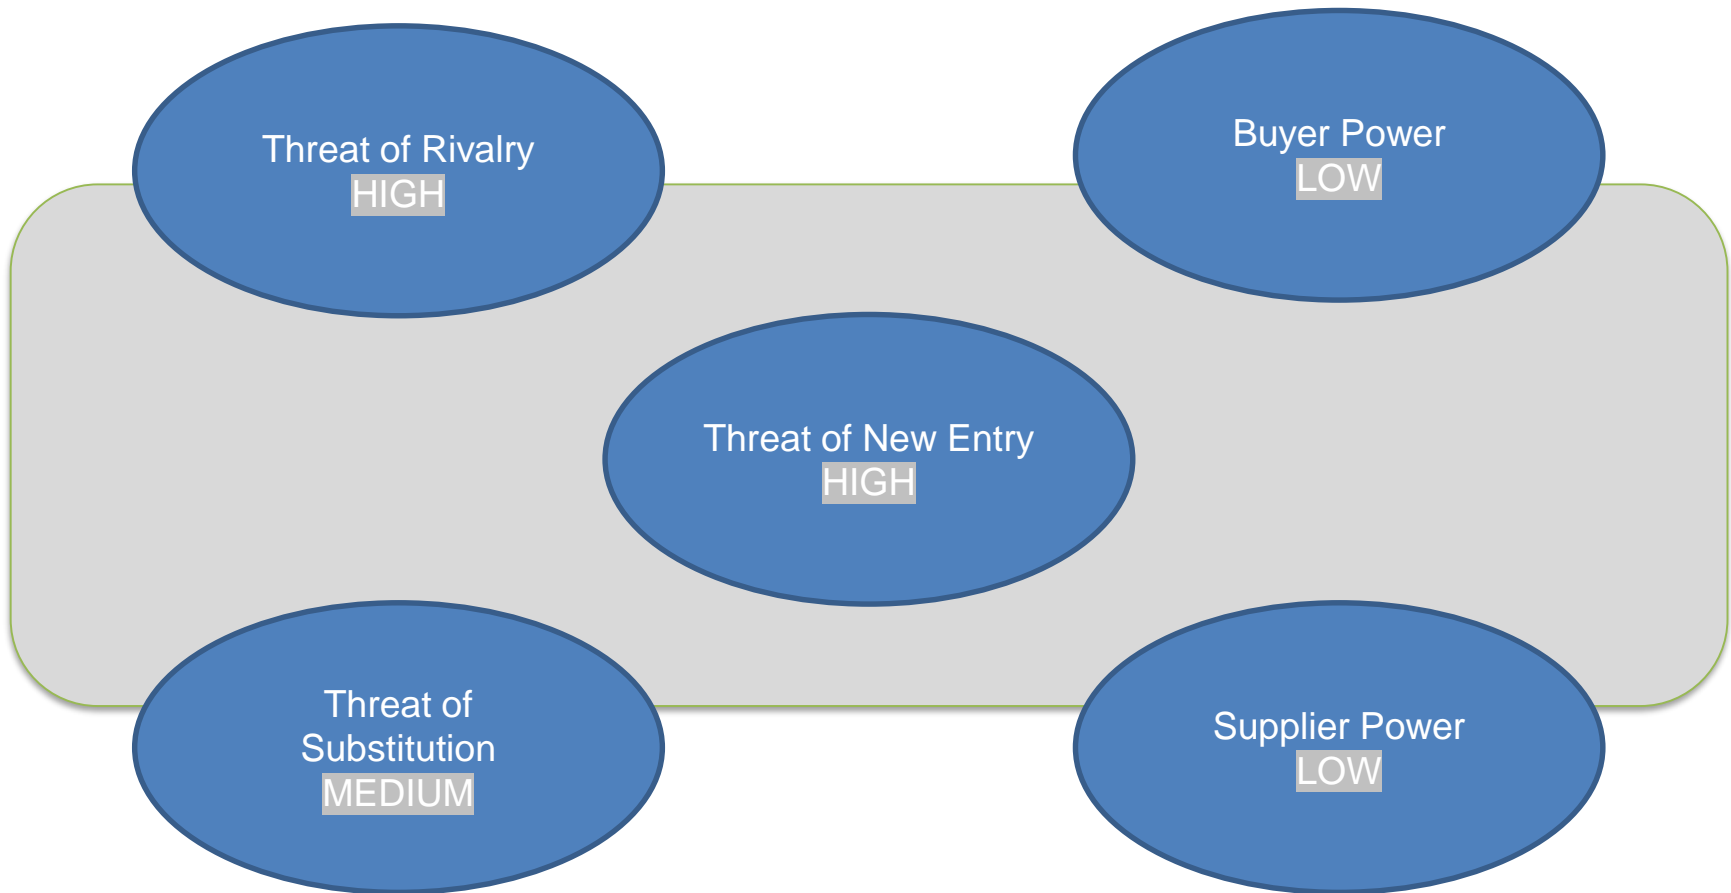 Threat of Rivalry
HIGH
Buyer Power
LOW
Threat of New Entry
HIGH
Threat of
Substitution
MEDIUM
Supplier Power
LOW